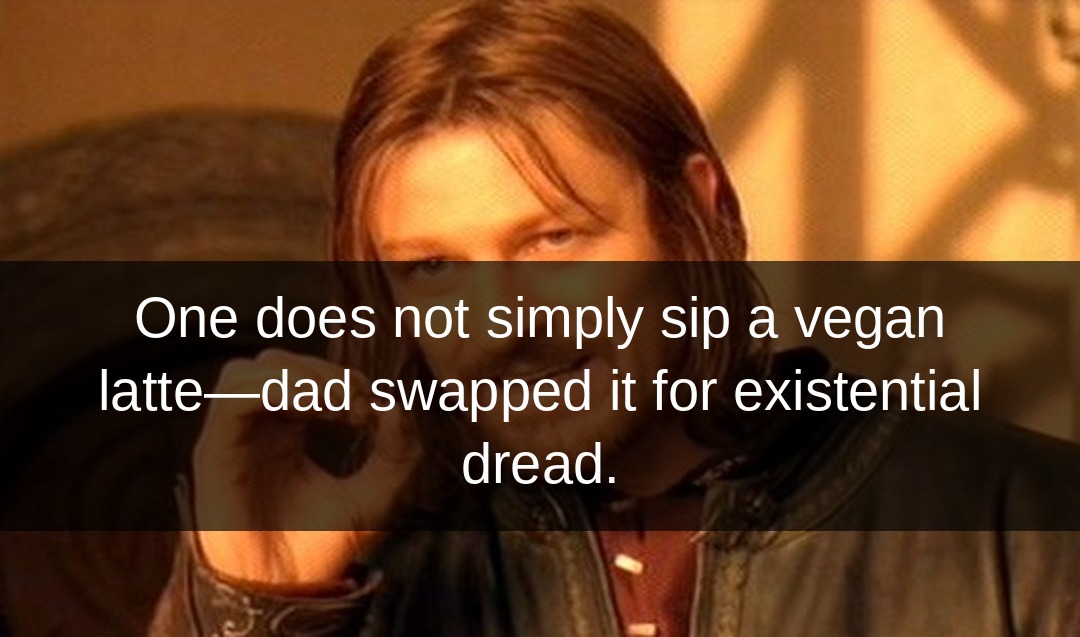 One does not simply sip a vegan
latte—dad swapped it for existential
dread.